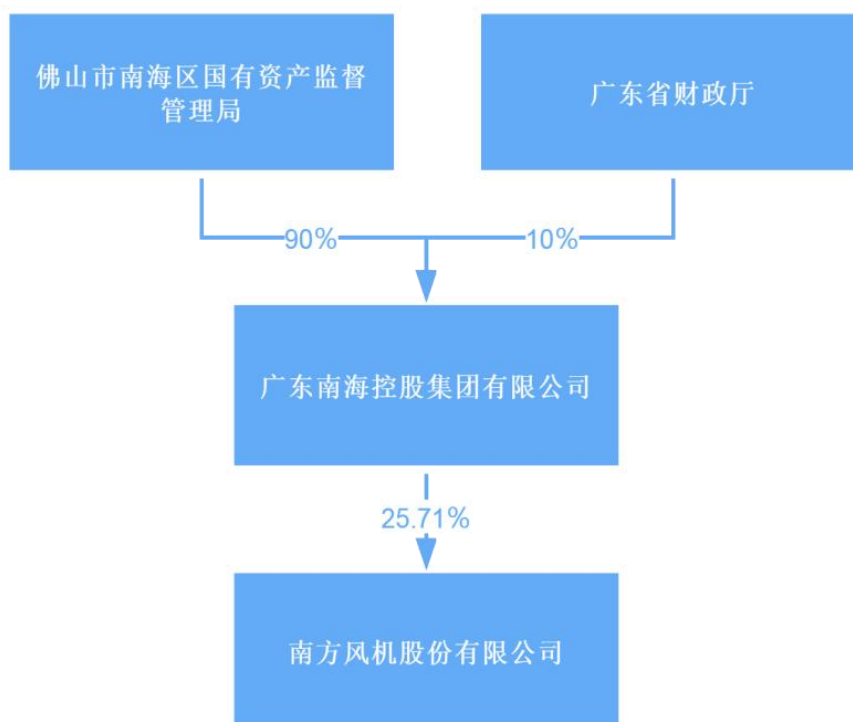 佛山市南海区国有资产监督
管理局
广东省财政厅
90%
10%
广东南海控股集团有限公司
25.71%
南方风机股份有限公司